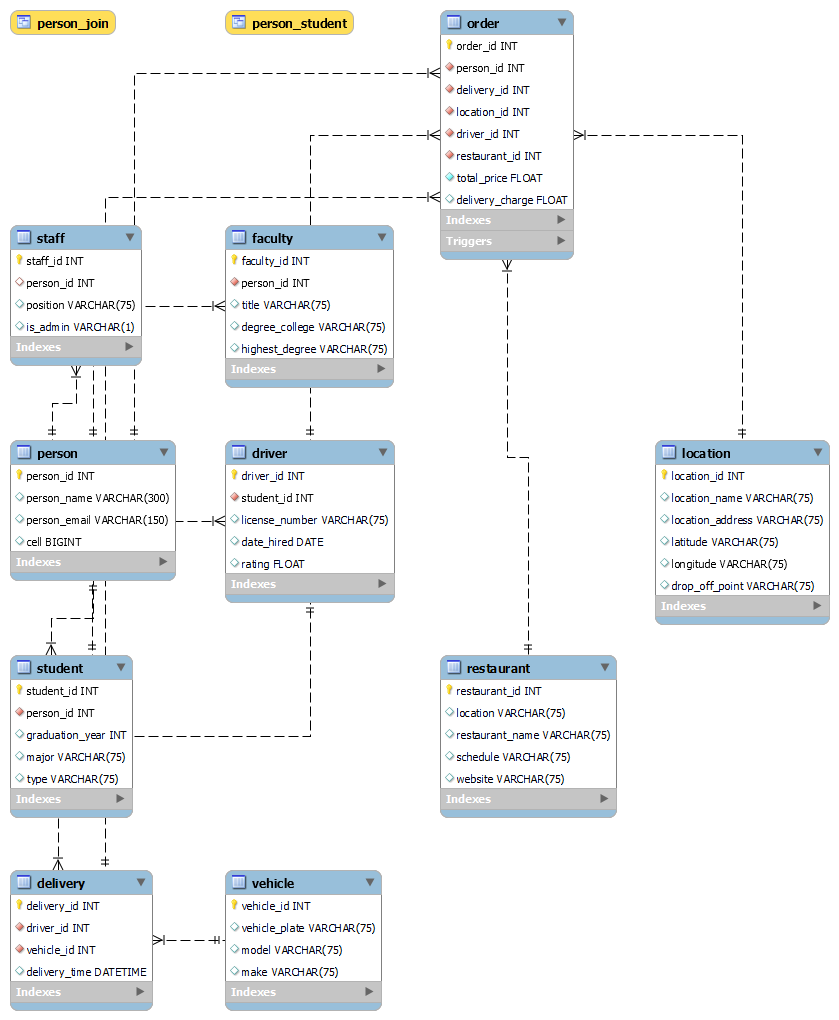 person_join
person_student
order
order_id INT
person_id INT
delivery_id INT
location_id INT
driver_id INT
restaurant_id INT
total_price FLOAT
delivery_charge FLOAT
Indexes
Triggers
staff
staff_id INT
person_id INT
position VARCHAR(75)
is_admin VARCHAR(1)
Indexes
faculty
faculty_id INT
person_id INT
title VARCHAR(75)
degree_college VARCHAR(75)
highest_degree VARCHAR(75)
Indexes
person
person_id INT
person_name VARCHAR(300)
person_email VARCHAR(150)
cell BIGINT
Indexes
driver
driver_id INT
student_id INT
license_number VARCHAR(75)
date_hired DATE
rating FLOAT
Indexes
location
location_id INT
location_name VARCHAR(75)
location_address VARCHAR(75)
latitude VARCHAR(75)
longitude VARCHAR(75)
drop_off_point VARCHAR(75)
Indexes
student
student_id INT
person_id INT
graduation_year INT
major VARCHAR(75)
type VARCHAR(75)
Indexes
restaurant
restaurant_id INT
location VARCHAR(75)
restaurant_name VARCHAR(75)
schedule VARCHAR(75)
website VARCHAR(75)
Indexes
delivery
delivery_id INT
driver_id INT
vehicle_id INT
delivery_time DATETIME
Indexes
vehicle
vehicle_id INT
vehicle_plate VARCHAR(75)
model VARCHAR(75)
make VARCHAR(75)
Indexes